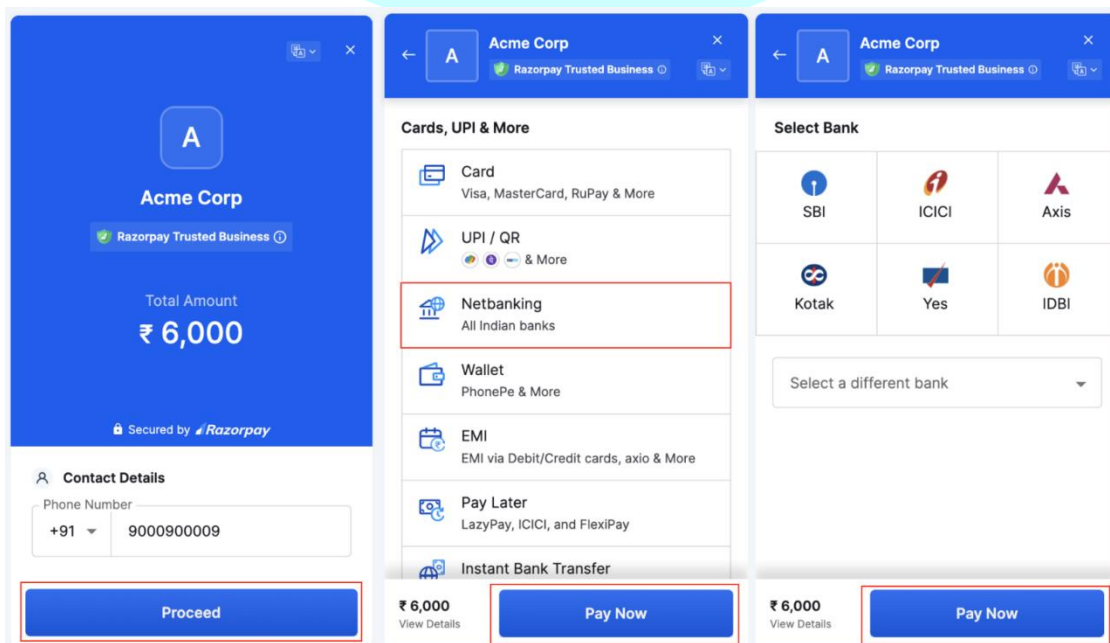 A
Acme Corp
Razorpay Trusted Business
Total Amount
₹ 6,000
Secured by Razorpay
Contact Details
Phone Number
+91 9000900009
Proceed
A
Acme Corp
Razorpay Trusted Business
Cards, UPI & More
Card
Visa, MasterCard, RuPay & More
UPI / QR
& More
Netbanking
All Indian banks
Wallet
PhonePe & More
EMI
EMI via Debit/Credit cards, axio & More
Pay Later
LazyPay, ICICI, and FlexiPay
Instant Bank Transfer
₹ 6,000
View Details
Pay Now
A
Acme Corp
Razorpay Trusted Business
Select Bank
SBI ICICI Axis
Kotak Yes IDBI
Select a different bank
₹ 6,000
View Details
Pay Now